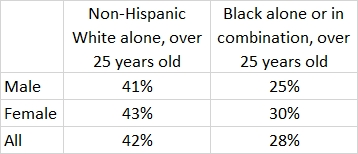 Non-Hispanic Black alone or in
White alone, over combination, over
25 years old 25 years old
Male 41% 25%
Female 43% 30%
All 42% 28%